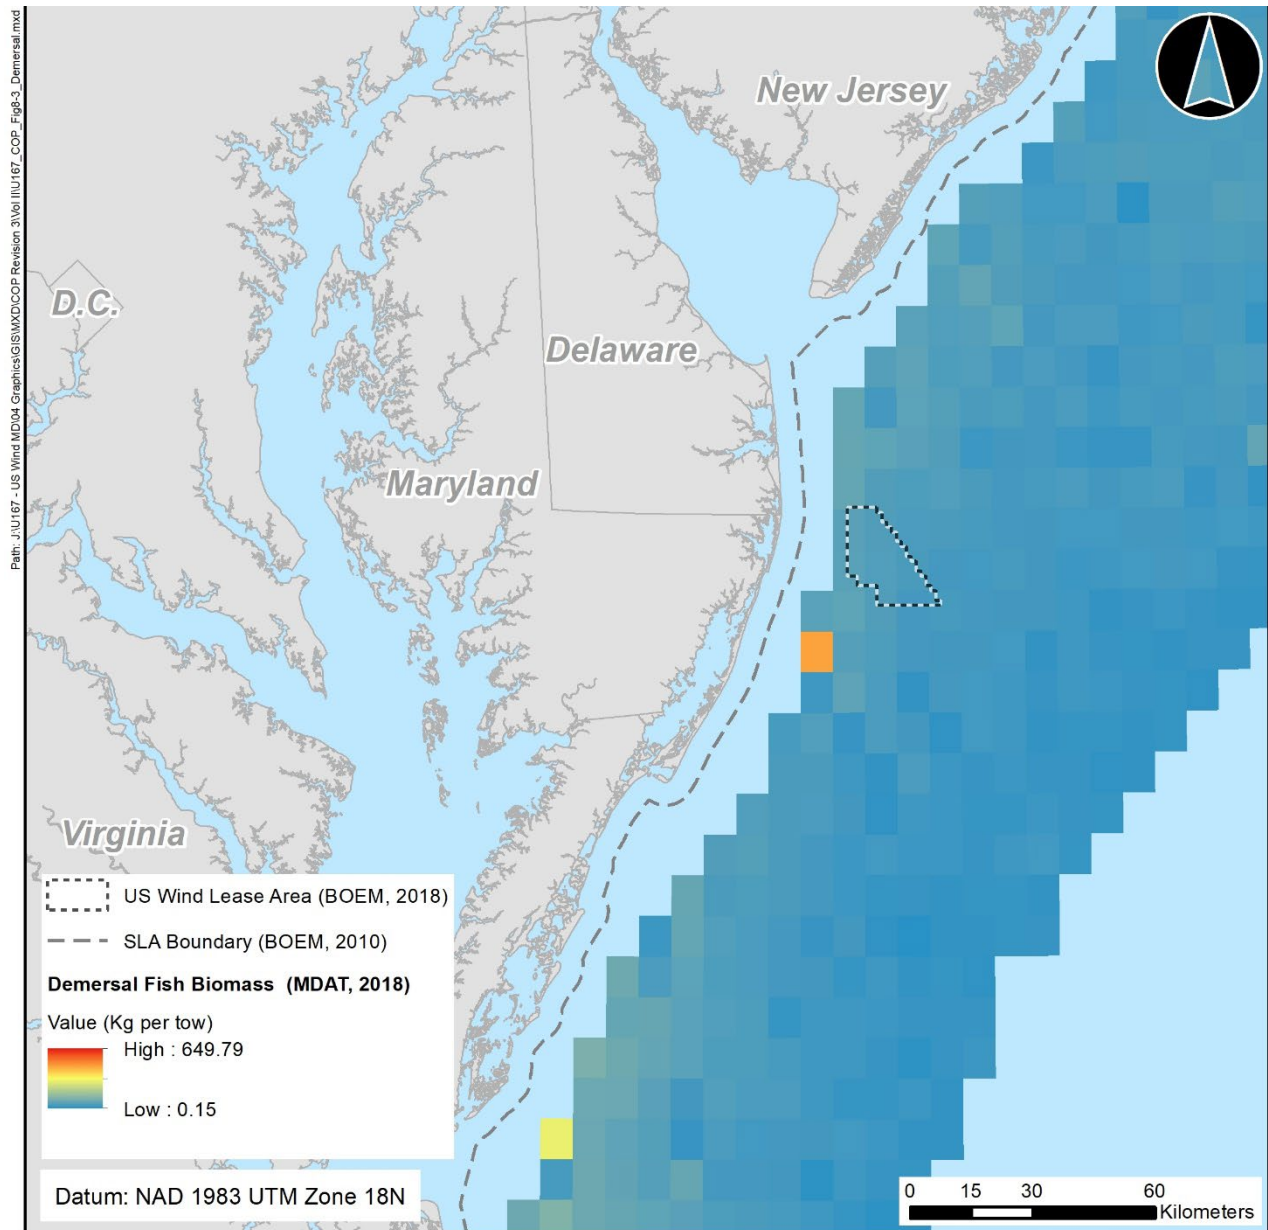 Path: J:\U167 - US Wind MD\04 Graphics\GIS\MXD\COP Revision 3\Vol II\U167_COP_Fig8-3_Demersal.mxd
New Jersey
D.C.
Delaware
Maryland
Virginia
US Wind Lease Area (BOEM, 2018)
SLA Boundary (BOEM, 2010)
Demersal Fish Biomass (MDAT, 2018)
Value (Kg per tow)
High : 649.79
Low : 0.15
Datum: NAD 1983 UTM Zone 18N
0 15 30 60
Kilometers